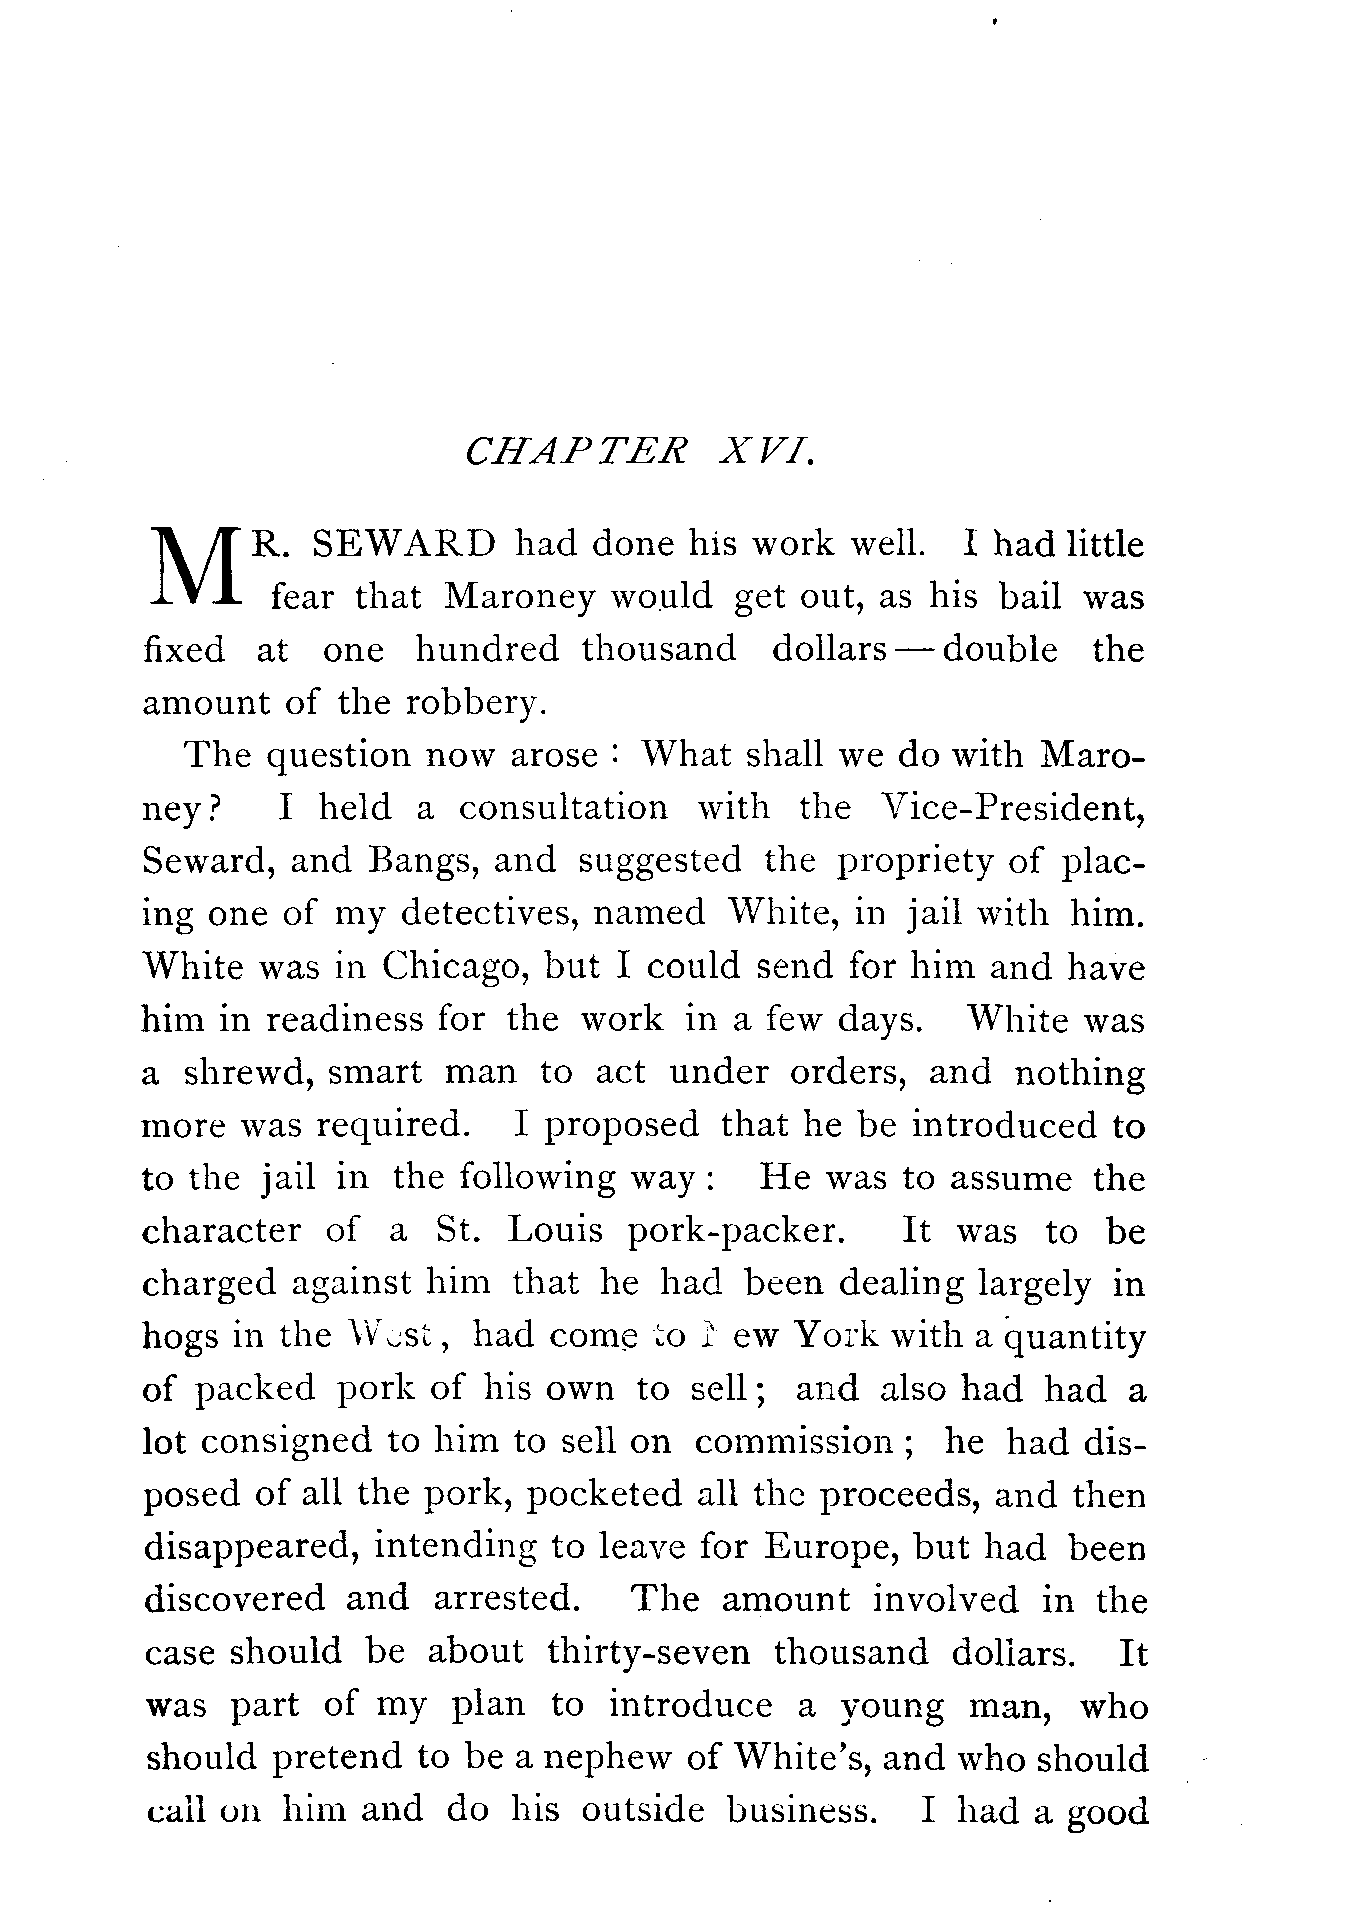 CHAPTER XVI.
MR. SEWARD had done his work well. I had little
fear that Maroney would get out, as his bail was
fixed at one hundred thousand dollars — double the
amount of the robbery.
The question now arose : What shall we do with Maro-
ney? I held a consultation with the Vice-President,
Seward, and Bangs, and suggested the propriety of plac-
ing one of my detectives, named White, in jail with him.
White was in Chicago, but I could send for him and have
him in readiness for the work in a few days. White was
a shrewd, smart man to act under orders, and nothing
more was required. I proposed that he be introduced to
to the jail in the following way : He was to assume the
character of a St. Louis pork-packer. It was to be
charged against him that he had been dealing largely in
hogs in the West, had come to New York with a quantity
of packed pork of his own to sell ; and also had had a
lot consigned to him to sell on commission ; he had dis-
posed of all the pork, pocketed all the proceeds, and then
disappeared, intending to leave for Europe, but had been
discovered and arrested. The amount involved in the
case should be about thirty-seven thousand dollars. It
was part of my plan to introduce a young man, who
should pretend to be a nephew of White's, and who should
call on him and do his outside business. I had a good